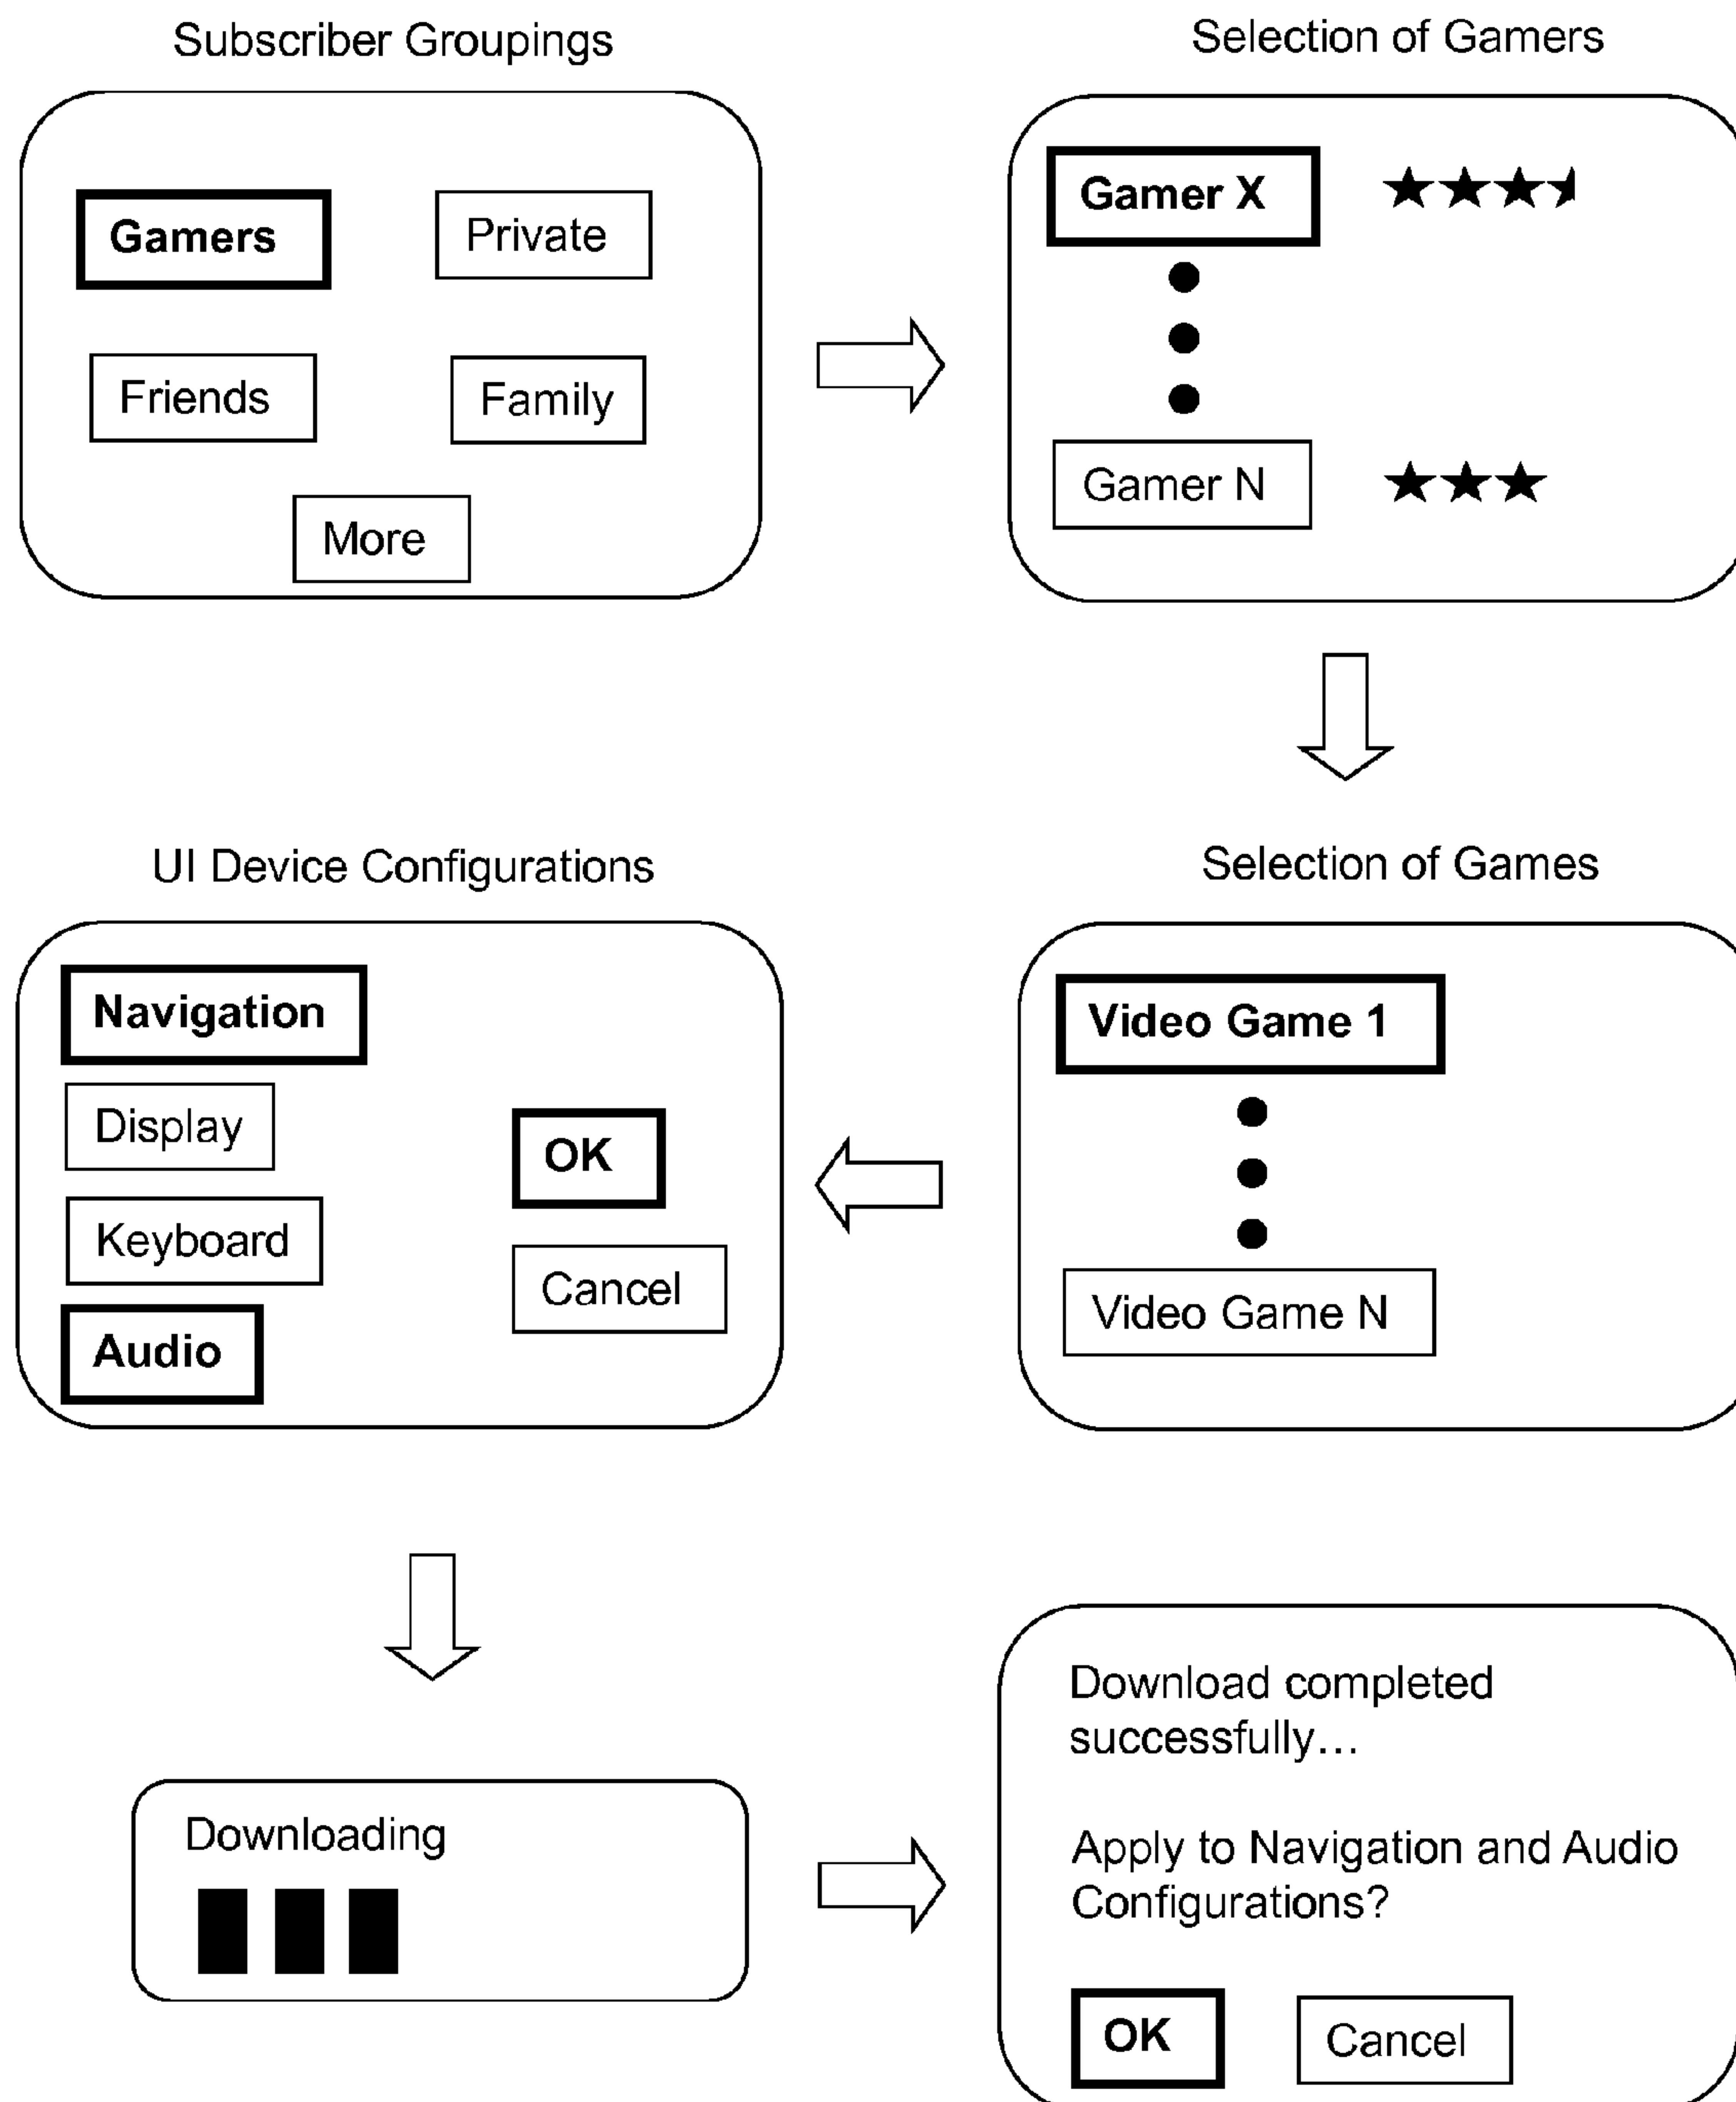 Subscriber Groupings
Gamers
Private
Friends
Family
More
Selection of Gamers
Gamer X
Gamer N
Selection of Games
Video Game 1
Video Game N
UI Device Configurations
Navigation
Display
Keyboard
Audio
OK
Cancel
Downloading
Download completed
successfully...
Apply to Navigation and Audio
Configurations?
OK
Cancel